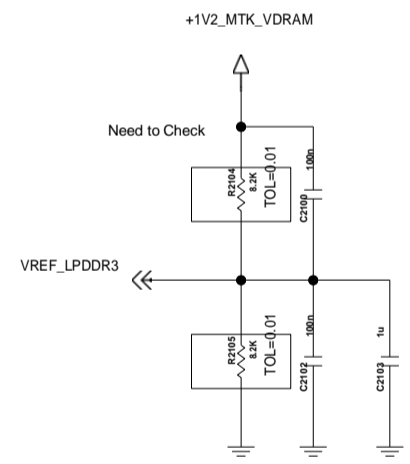 +1V2_MTK_VDRAM
Need to Check
R2104
8.2K
TOL=0.01
100n
C2100
VREF_LPDDR3
R2105
8.2K
TOL=0.01
100n
C2102
1u
C2103